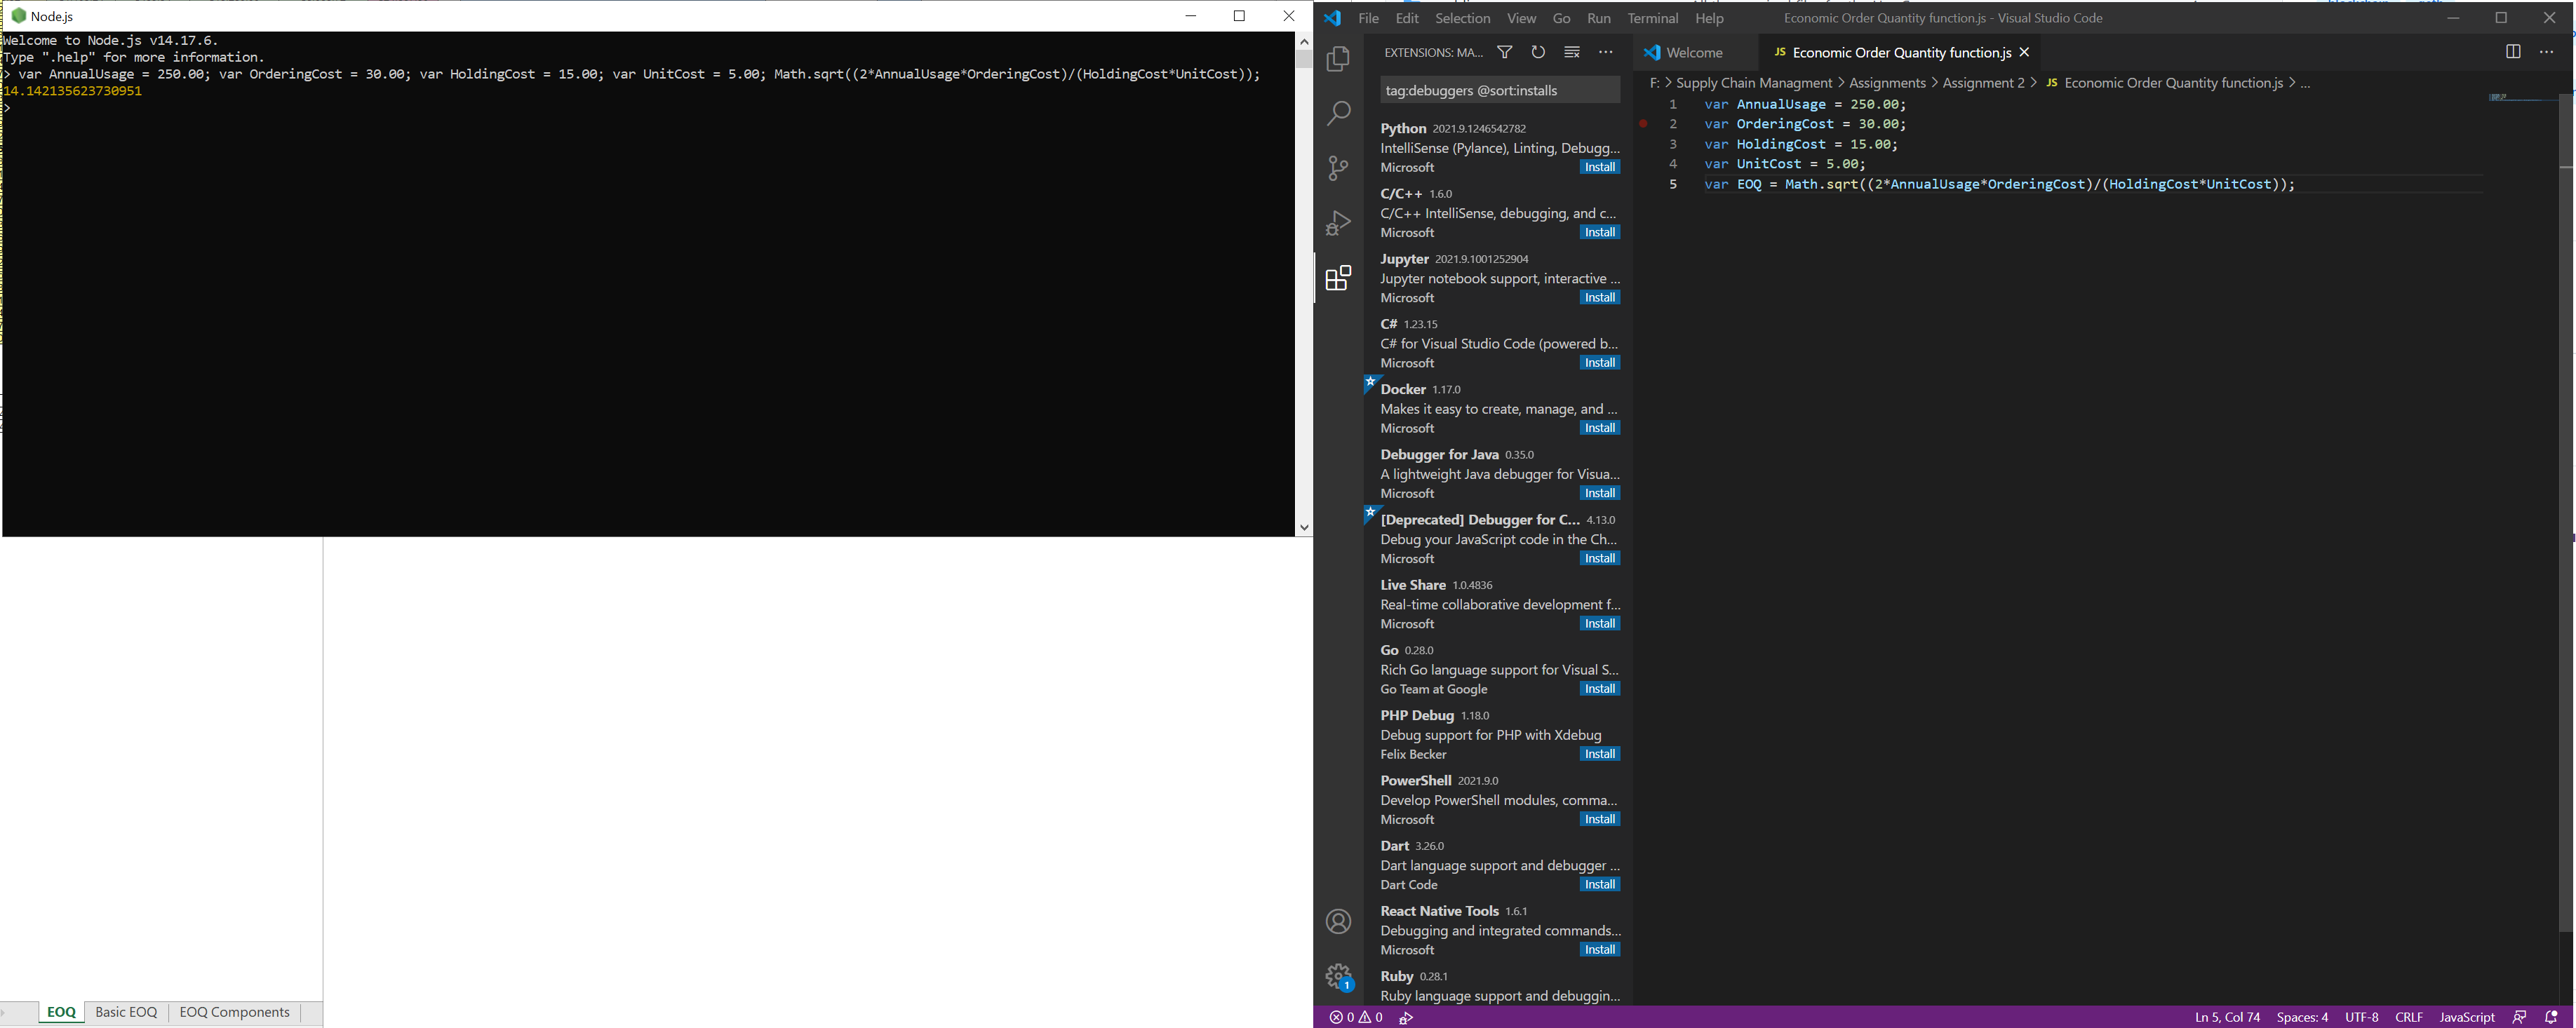 Node.js
Welcome to Node.js v14.17.6.
Type ".help" for more information.
> var AnnualUsage = 250.00; var OrderingCost = 30.00; var HoldingCost = 15.00; var UnitCost = 5.00; Math.sqrt((2*AnnualUsage*OrderingCost)/(HoldingCost*UnitCost));
14.142135623730951
>
EOQ
Basic EOQ
EOQ Components
File Edit Selection View Go Run Terminal Help
Economic Order Quantity function.js - Visual Studio Code
EXTENSIONS: MA...
tag:debuggers @sort:installs
Python 2021.9.1246542782
IntelliSense (Pylance), Linting, Debugg...
Microsoft Install
C/C++ 1.6.0
C/C++ IntelliSense, debugging, and c...
Microsoft Install
Jupyter 2021.9.1001252904
Jupyter notebook support, interactive ...
Microsoft Install
C# 1.23.15
C# for Visual Studio Code (powered b...
Microsoft Install
Docker 1.17.0
Makes it easy to create, manage, and ...
Microsoft Install
Debugger for Java 0.35.0
A lightweight Java debugger for Visua...
Microsoft Install
[Deprecated] Debugger for C... 4.13.0
Debug your JavaScript code in the Ch...
Microsoft Install
Live Share 1.0.4836
Real-time collaborative development f...
Microsoft Install
Go 0.28.0
Rich Go language support for Visual S...
Go Team at Google Install
PHP Debug 1.18.0
Debug support for PHP with Xdebug
Felix Becker Install
PowerShell 2021.9.0
Develop PowerShell modules, comma...
Microsoft Install
Dart 3.26.0
Dart language support and debugger ...
Dart Code Install
React Native Tools 1.6.1
Debugging and integrated commands...
Microsoft Install
Ruby 0.28.1
Ruby language support and debuggin...
1
Welcome
JS Economic Order Quantity function.js
F: > Supply Chain Managment > Assignments > Assignment 2 > JS Economic Order Quantity function.js > ...
1 var AnnualUsage = 250.00;
2 var OrderingCost = 30.00;
3 var HoldingCost = 15.00;
4 var UnitCost = 5.00;
5 var EOQ = Math.sqrt((2*AnnualUsage*OrderingCost)/(HoldingCost*UnitCost));
0 0
Ln 5, Col 74 Spaces: 4 UTF-8 CRLF JavaScript